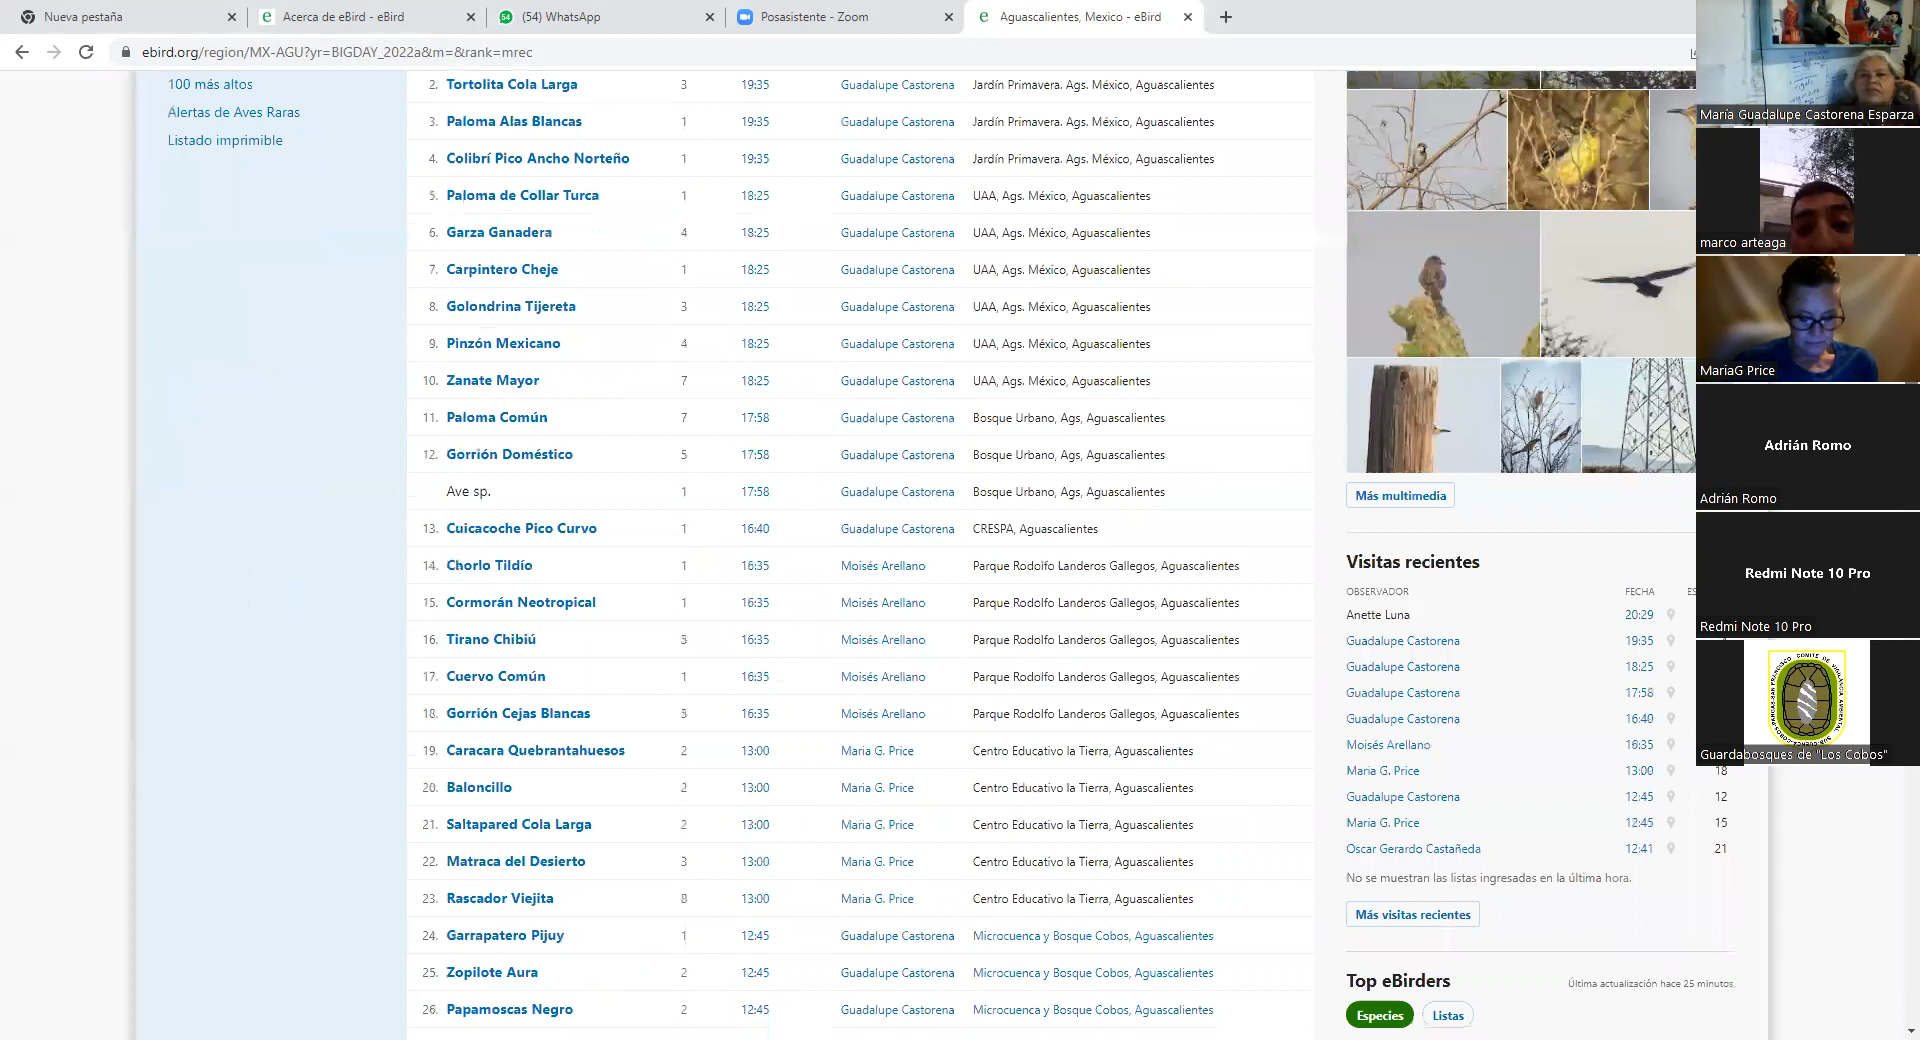 Nueva pestaña
Acerca de eBird - eBird
(54) WhatsApp
Posasistente - Zoom
Aguascalientes, Mexico - eBird
ebird.org/region/MX-AGU?yr=BIGDAY_2022a&m=&rank=mrec
100 más altos
Alertas de Aves Raras
Listado imprimible
2. Tortolita Cola Larga 3 19:35 Guadalupe Castorena Jardín Primavera. Ags. México, Aguascalientes
3. Paloma Alas Blancas 1 19:35 Guadalupe Castorena Jardín Primavera. Ags. México, Aguascalientes
4. Colibrí Pico Ancho Norteño 1 19:35 Guadalupe Castorena Jardín Primavera. Ags. México, Aguascalientes
5. Paloma de Collar Turca 1 18:25 Guadalupe Castorena UAA, Ags. México, Aguascalientes
6. Garza Ganadera 4 18:25 Guadalupe Castorena UAA, Ags. México, Aguascalientes
7. Carpintero Cheje 1 18:25 Guadalupe Castorena UAA, Ags. México, Aguascalientes
8. Golondrina Tijereta 3 18:25 Guadalupe Castorena UAA, Ags. México, Aguascalientes
9. Pinzón Mexicano 4 18:25 Guadalupe Castorena UAA, Ags. México, Aguascalientes
10. Zanate Mayor 7 18:25 Guadalupe Castorena UAA, Ags. México, Aguascalientes
11. Paloma Común 7 17:58 Guadalupe Castorena Bosque Urbano, Ags, Aguascalientes
12. Gorrión Doméstico 5 17:58 Guadalupe Castorena Bosque Urbano, Ags, Aguascalientes
Ave sp. 1 17:58 Guadalupe Castorena Bosque Urbano, Ags, Aguascalientes
13. Cuicacoche Pico Curvo 1 16:40 Guadalupe Castorena CRESPA, Aguascalientes
14. Chorlo Tildío 1 16:35 Moisés Arellano Parque Rodolfo Landeros Gallegos, Aguascalientes
15. Cormorán Neotropical 1 16:35 Moisés Arellano Parque Rodolfo Landeros Gallegos, Aguascalientes
16. Tirano Chibiú 3 16:35 Moisés Arellano Parque Rodolfo Landeros Gallegos, Aguascalientes
17. Cuervo Común 1 16:35 Moisés Arellano Parque Rodolfo Landeros Gallegos, Aguascalientes
18. Gorrión Cejas Blancas 3 16:35 Moisés Arellano Parque Rodolfo Landeros Gallegos, Aguascalientes
19. Caracara Quebrantahuesos 2 13:00 Maria G. Price Centro Educativo la Tierra, Aguascalientes
20. Baloncillo 2 13:00 Maria G. Price Centro Educativo la Tierra, Aguascalientes
21. Saltapared Cola Larga 2 13:00 Maria G. Price Centro Educativo la Tierra, Aguascalientes
22. Matraca del Desierto 3 13:00 Maria G. Price Centro Educativo la Tierra, Aguascalientes
23. Rascador Viejita 8 13:00 Maria G. Price Centro Educativo la Tierra, Aguascalientes
24. Garrapatero Pijuy 1 12:45 Guadalupe Castorena Microcuenca y Bosque Cobos, Aguascalientes
25. Zopilote Aura 2 12:45 Guadalupe Castorena Microcuenca y Bosque Cobos, Aguascalientes
26. Papamoscas Negro 2 12:45 Guadalupe Castorena Microcuenca y Bosque Cobos, Aguascalientes
Más multimedia
Visitas recientes
OBSERVADOR FECHA ES
Anette Luna 20:29
Guadalupe Castorena 19:35
Guadalupe Castorena 18:25
Guadalupe Castorena 17:58
Guadalupe Castorena 16:40
Moisés Arellano 16:35
Maria G. Price 13:00 18
Guadalupe Castorena 12:45 12
Maria G. Price 12:45 15
Oscar Gerardo Castañeda 12:41 21
No se muestran las listas ingresadas en la última hora.
Más visitas recientes
Top eBirders
Última actualización hace 25 minutos.
Especies
Listas
María Guadalupe Castorena Esparza
marco arteaga
MariaG Price
Adrián Romo
Adrián Romo
Redmi Note 10 Pro
Redmi Note 10 Pro
Guardabosques de "Los Cobos"